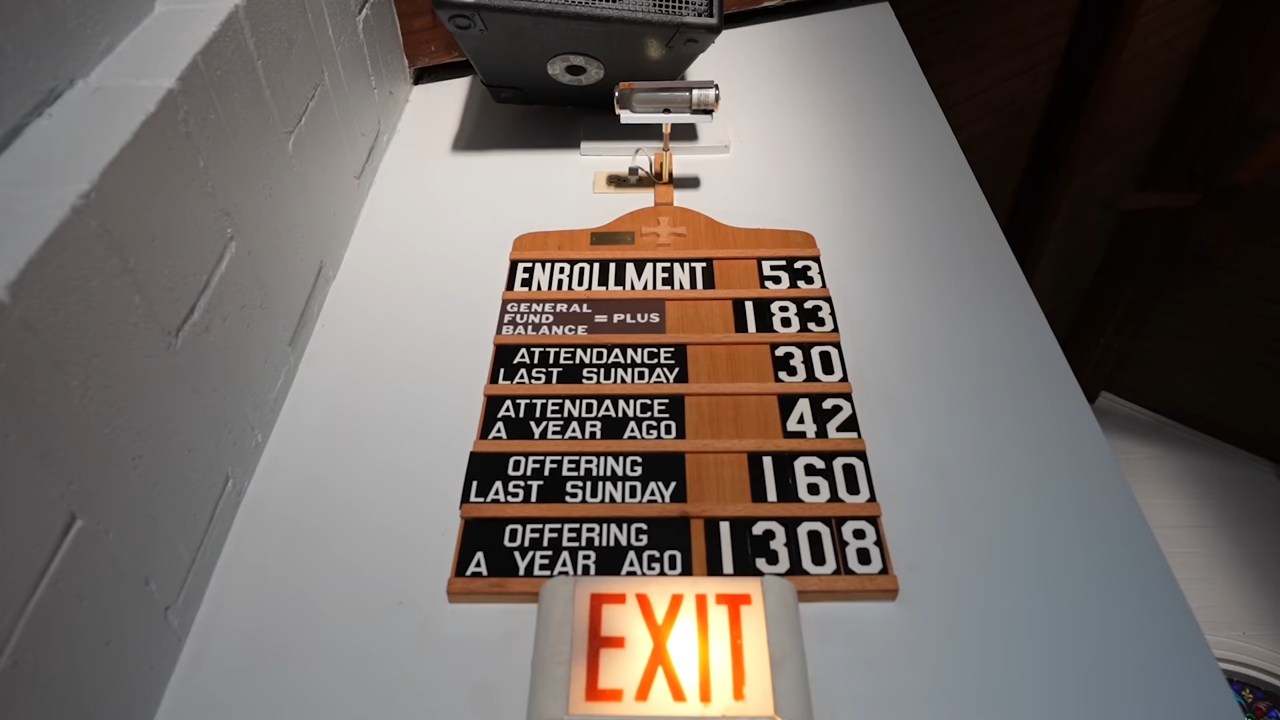 ENROLLMENT 53
GENERAL
FUND = PLUS 183
BALANCE
ATTENDANCE
LAST SUNDAY 30
ATTENDANCE
A YEAR AGO 42
OFFERING
LAST SUNDAY 160
OFFERING
A YEAR AGO 1308
EXIT